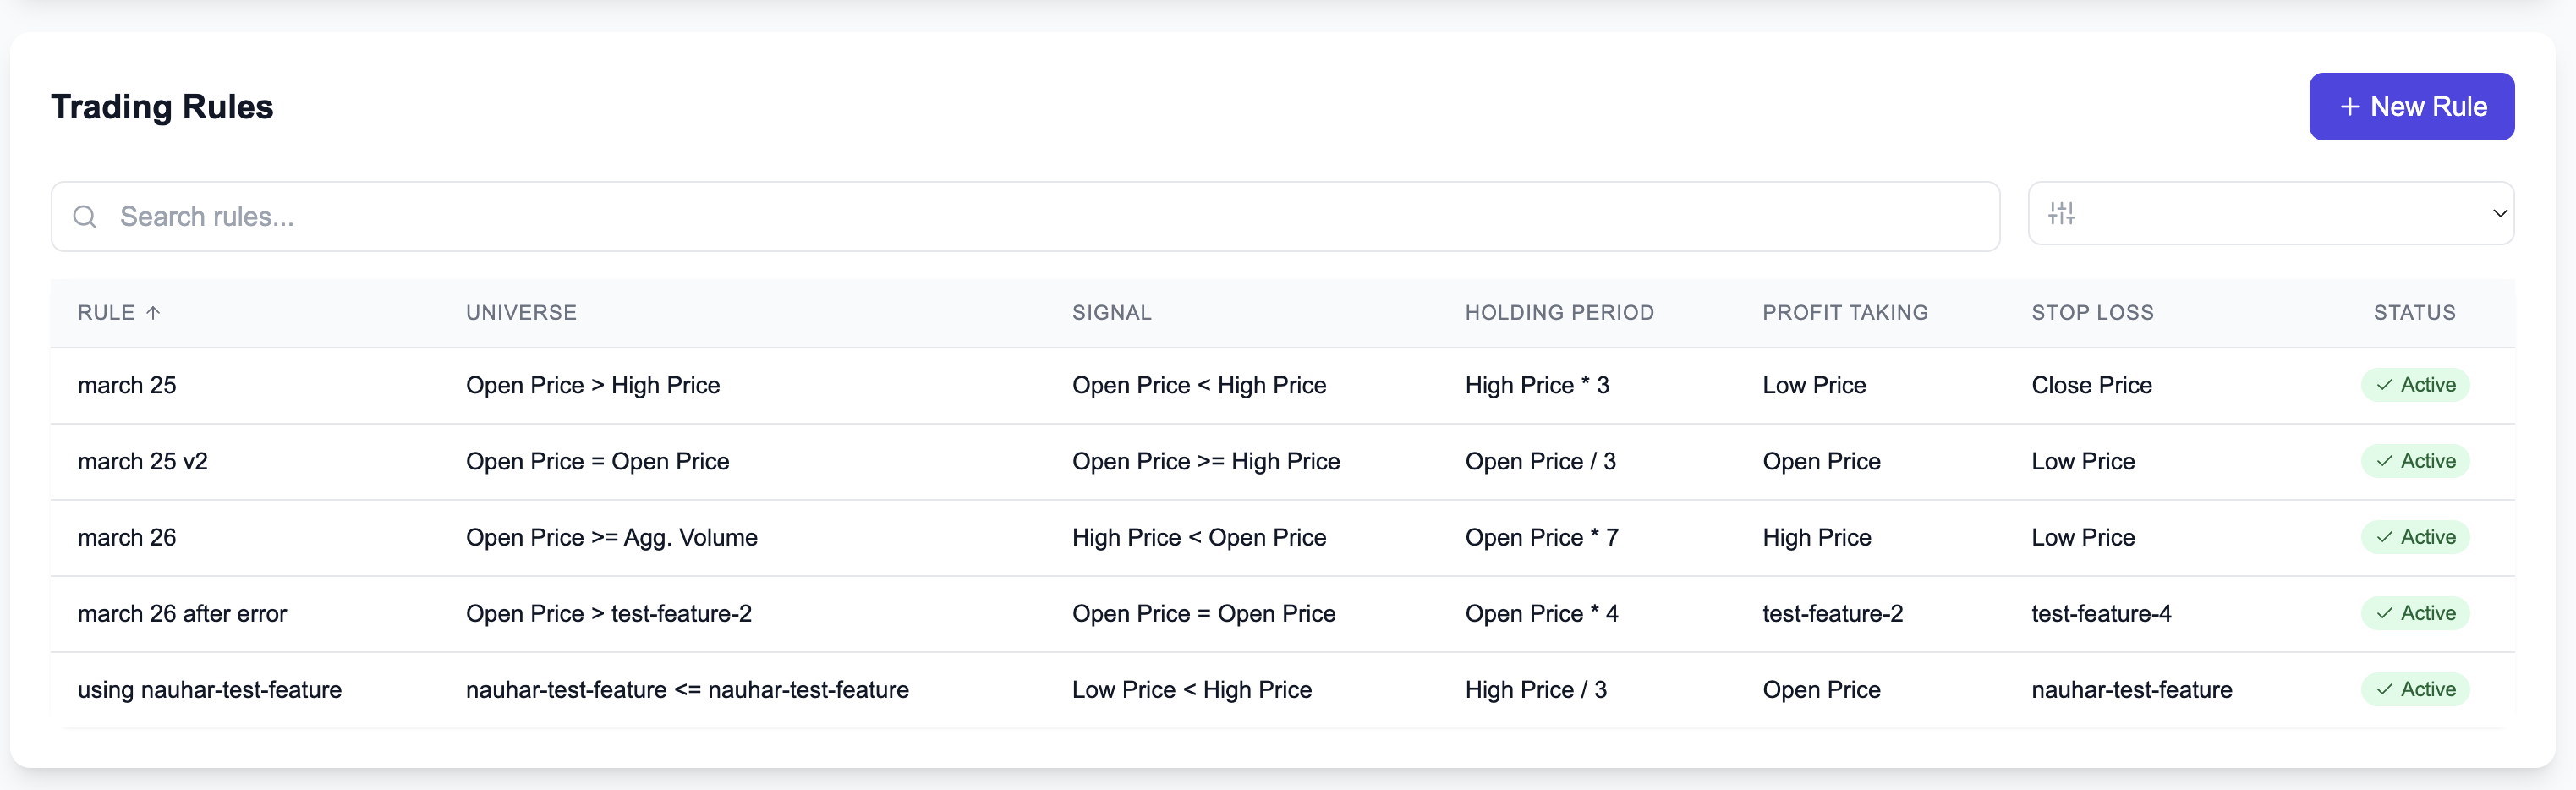 Trading Rules
+ New Rule
Search rules...
RULE ↑ UNIVERSE SIGNAL HOLDING PERIOD PROFIT TAKING STOP LOSS STATUS
march 25 Open Price > High Price Open Price < High Price High Price * 3 Low Price Close Price Active
march 25 v2 Open Price = Open Price Open Price >= High Price Open Price / 3 Open Price Low Price Active
march 26 Open Price >= Agg. Volume High Price < Open Price Open Price * 7 High Price Low Price Active
march 26 after error Open Price > test-feature-2 Open Price = Open Price Open Price * 4 test-feature-2 test-feature-4 Active
using nauhar-test-feature nauhar-test-feature <= nauhar-test-feature Low Price < High Price High Price / 3 Open Price nauhar-test-feature Active